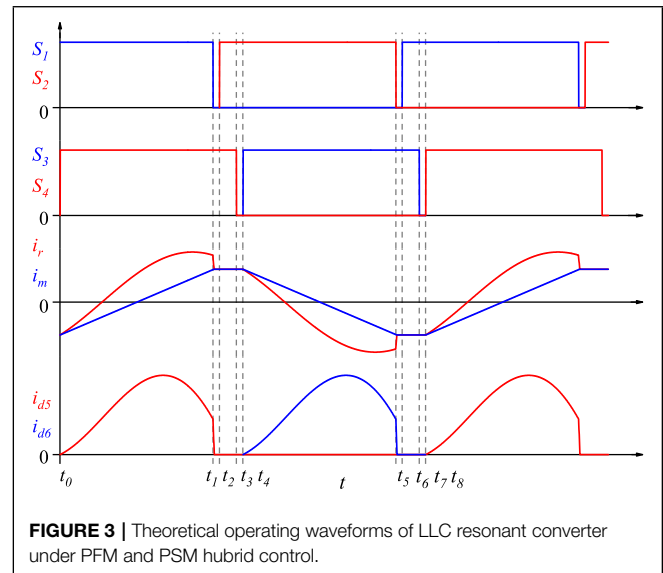 S1
S2
0
S3
S4
0
ir
im
0
id5
id6
0
t0 t1 t2 t3 t4 t t5 t6 t7 t8
FIGURE 3 | Theoretical operating waveforms of LLC resonant converter
under PFM and PSM hubrid control.